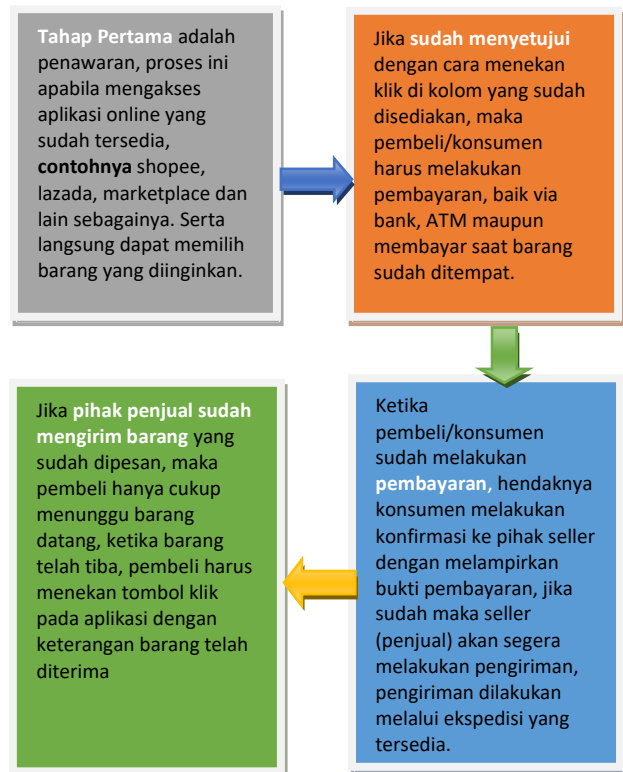 Tahap Pertama adalah
penawaran, proses ini
apabila mengakses
aplikasi online yang
sudah tersedia,
contohnya shopee,
lazada, marketplace dan
lain sebagainya. Serta
langsung dapat memilih
barang yang diinginkan.
Jika sudah menyetujui
dengan cara menekan
klik di kolom yang sudah
disediakan, maka
pembeli/konsumen
harus melakukan
pembayaran, baik via
bank, ATM maupun
membayar saat barang
sudah ditempat.
Ketika
pembeli/konsumen
sudah melakukan
pembayaran, hendaknya
konsumen melakukan
konfirmasi ke pihak seller
dengan melampirkan
bukti pembayaran, jika
sudah maka seller
(penjual) akan segera
melakukan pengiriman,
pengiriman dilakukan
melalui ekspedisi yang
tersedia.
Jika pihak penjual sudah
mengirim barang yang
sudah dipesan, maka
pembeli hanya cukup
menunggu barang
datang, ketika barang
telah tiba, pembeli harus
menekan tombol klik
pada aplikasi dengan
keterangan barang telah
diterima